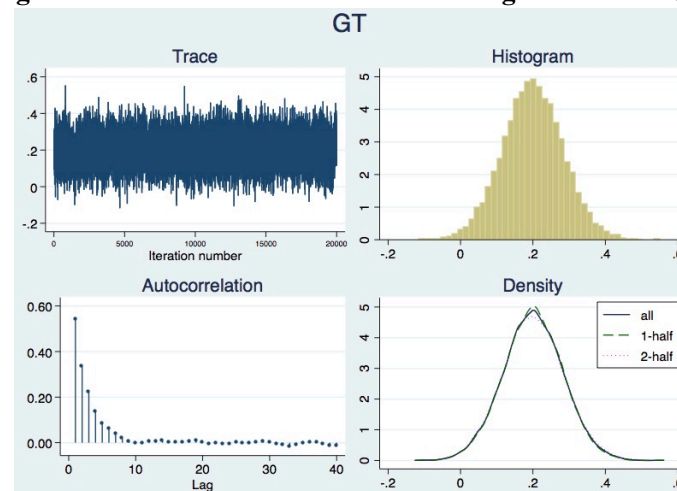 GT
Trace
.6
.4
.2
0
-.2
0 5000 10000 15000 20000
Iteration number
Histogram
5
4
3
2
1
0
-.2 0 .2 .4
Autocorrelation
0.60
0.40
0.20
0.00
0 10 20 30 40
Lag
Density
all
1-half
2-half
5
4
3
2
1
0
-.2 0 .2 .4